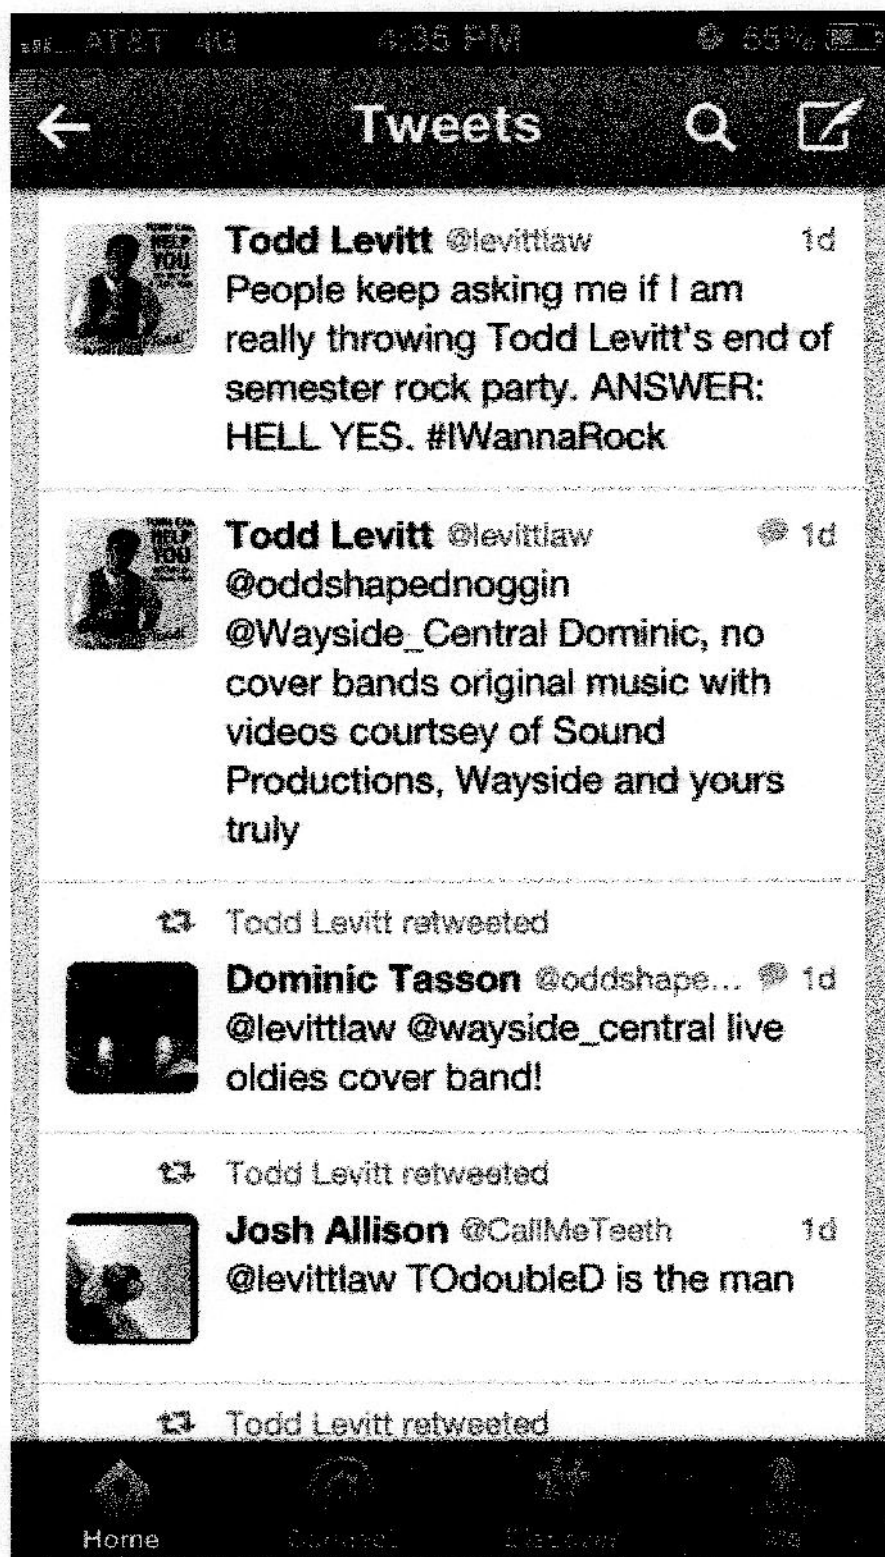 AT&T 4G 4:35 PM 55%
Tweets
Todd Levitt @levittlaw 1d
People keep asking me if I am
really throwing Todd Levitt's end of
semester rock party. ANSWER:
HELL YES. #IWannaRock
Todd Levitt @levittlaw 1d
@oddshapednoggin
@Wayside_Central Dominic, no
cover bands original music with
videos courtsey of Sound
Productions, Wayside and yours
truly
Todd Levitt retweeted
Dominic Tasson @oddshape... 1d
@levittlaw @wayside_central live
oldies cover band!
Todd Levitt retweeted
Josh Allison @CallMeTeeth 1d
@levittlaw TOdoubleD is the man
Todd Levitt retweeted
Home Connect Discover Me